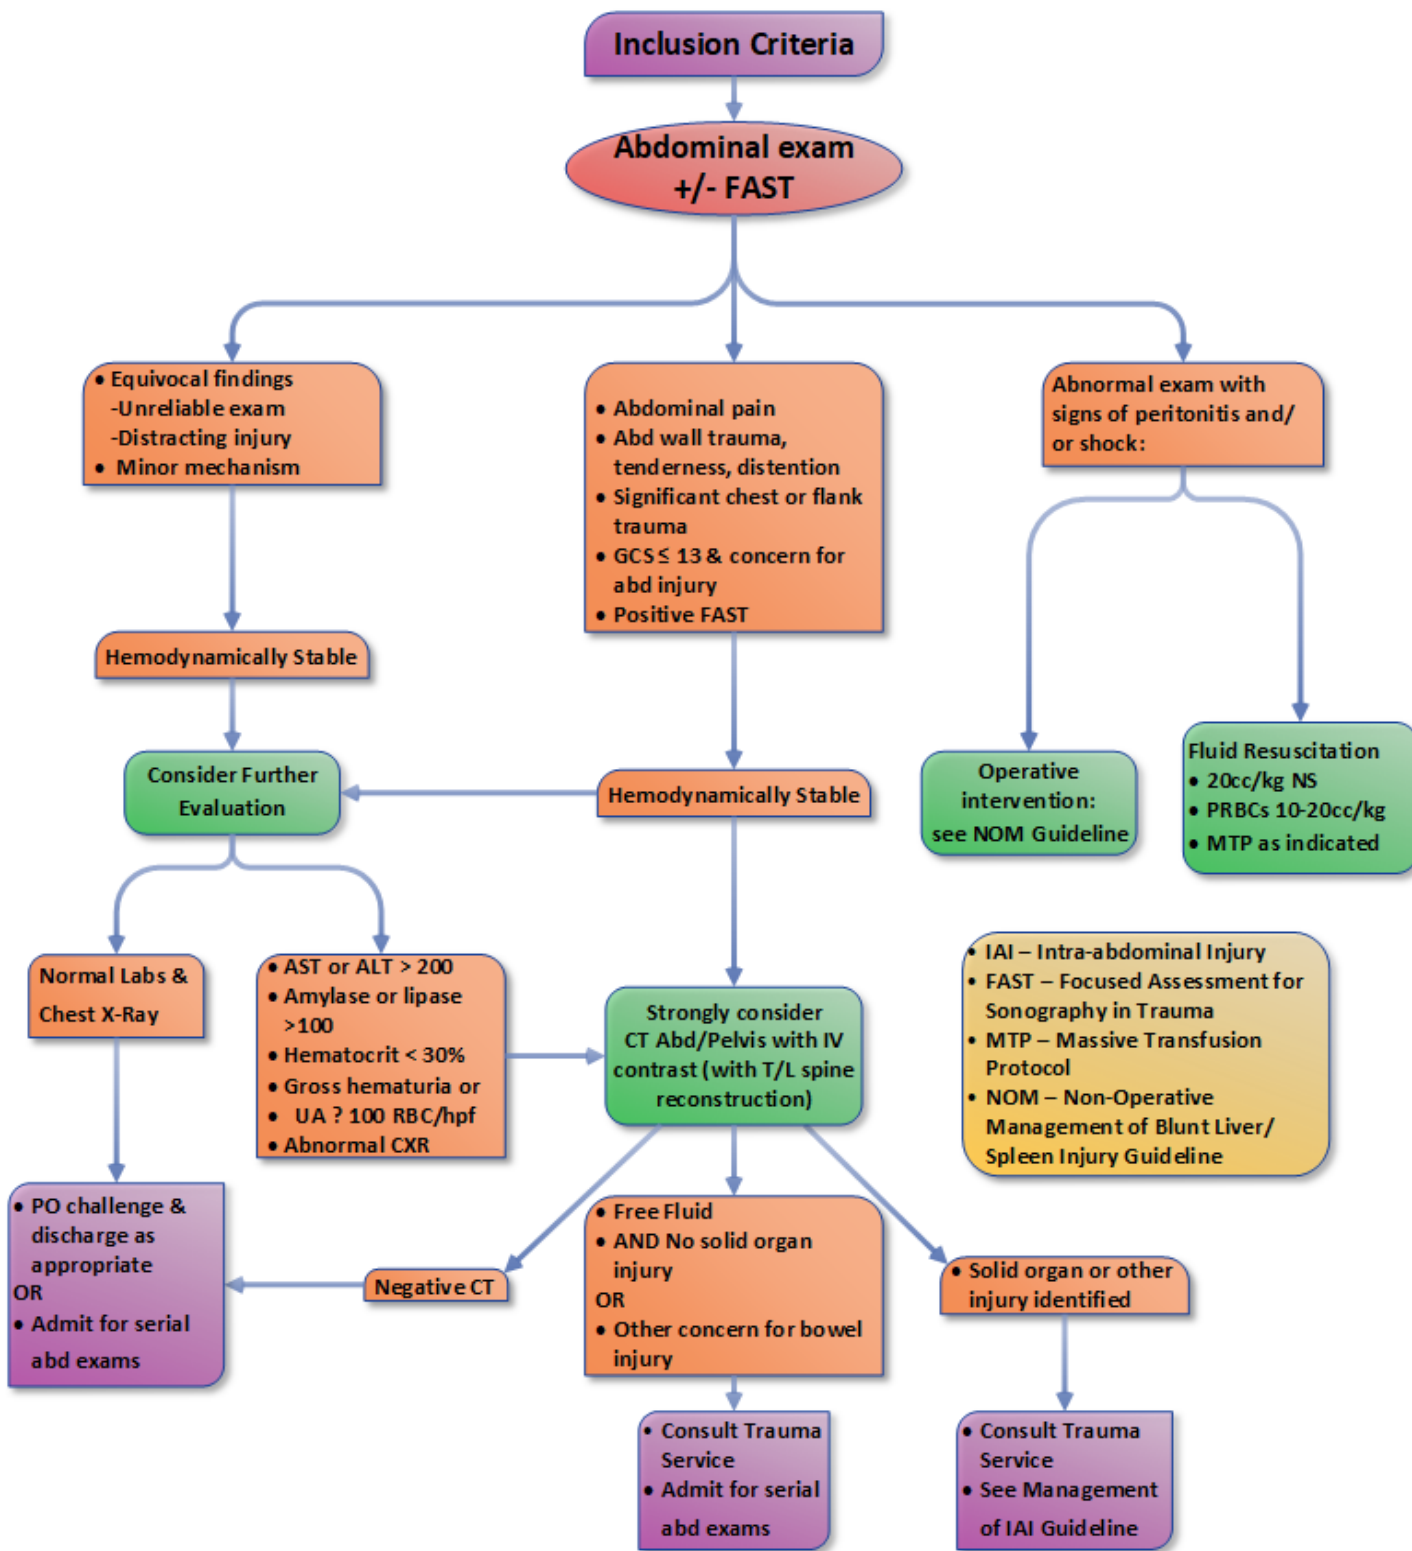 Inclusion Criteria
Abdominal exam
+/- FAST
• Equivocal findings
-Unreliable exam
-Distracting injury
• Minor mechanism
• Abdominal pain
• Abd wall trauma,
tenderness, distention
• Significant chest or flank
trauma
• GCS ≤ 13 & concern for
abd injury
• Positive FAST
Abnormal exam with
signs of peritonitis and/
or shock:
Hemodynamically Stable
Consider Further
Evaluation
Hemodynamically Stable
Operative
intervention:
see NOM Guideline
Fluid Resuscitation
• 20cc/kg NS
• PRBCs 10-20cc/kg
• MTP as indicated
Normal Labs &
Chest X-Ray
• AST or ALT > 200
• Amylase or lipase
>100
• Hematocrit < 30%
• Gross hematuria or
• UA ? 100 RBC/hpf
• Abnormal CXR
Strongly consider
CT Abd/Pelvis with IV
contrast (with T/L spine
reconstruction)
• IAI – Intra-abdominal Injury
• FAST – Focused Assessment for
Sonography in Trauma
• MTP – Massive Transfusion
Protocol
• NOM – Non-Operative
Management of Blunt Liver/
Spleen Injury Guideline
• PO challenge &
discharge as
appropriate
OR
• Admit for serial
abd exams
Negative CT
• Free Fluid
• AND No solid organ
injury
OR
• Other concern for bowel
injury
• Solid organ or other
injury identified
• Consult Trauma
Service
• Admit for serial
abd exams
• Consult Trauma
Service
• See Management
of IAI Guideline